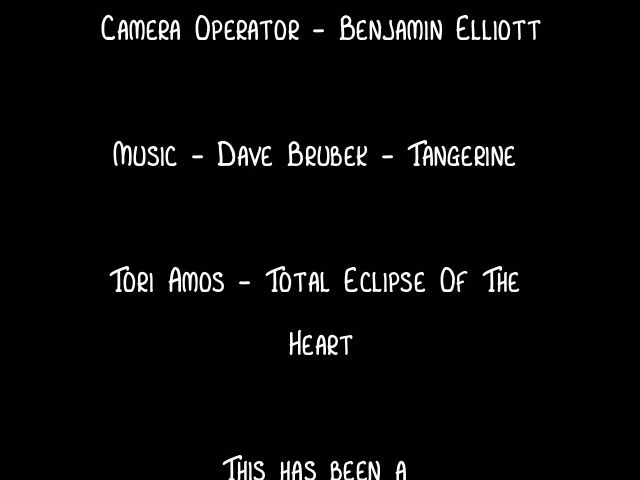 Camera Operator - Benjamin Elliott
Music - Dave Brubek - Tangerine
Tori Amos - Total Eclipse Of The
Heart
This has been a